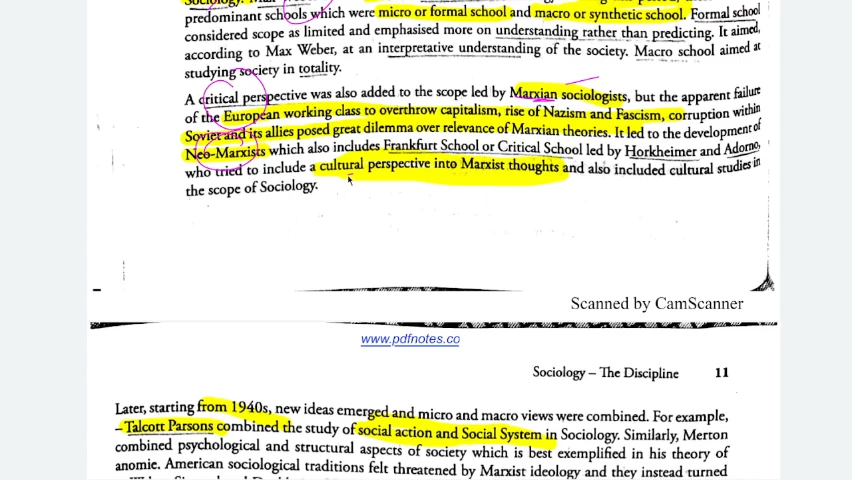 predominant schools which were micro or formal school and macro or synthetic school. Formal school
considered scope as limited and emphasised more on understanding rather than predicting. It aimed,
according to Max Weber, at an interpretative understanding of the society. Macro school aimed at
studying society in totality.
A critical perspective was also added to the scope led by Marxian sociologists, but the apparent failure
of the European working class to overthrow capitalism, rise of Nazism and Fascism, corruption within
Soviet and its allies posed great dilemma over relevance of Marxian theories. It led to the development of
Neo-Marxists which also includes Frankfurt School or Critical School led by Horkheimer and Adorno,
who tried to include a cultural perspective into Marxist thoughts and also included cultural studies in
the scope of Sociology.
Scanned by CamScanner
www.pdfnotes.co
Sociology – The Discipline 11
Later, starting from 1940s, new ideas emerged and micro and macro views were combined. For example,
Talcott Parsons combined the study of social action and Social System in Sociology. Similarly, Merton
combined psychological and structural aspects of society which is best exemplified in his theory of
anomie. American sociological traditions felt threatened by Marxist ideology and they instead turned